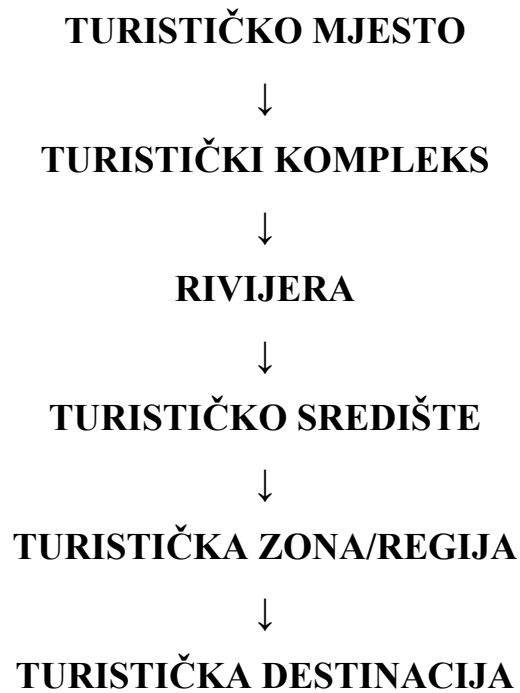 TURISTIČKO MJESTO
↓
TURISTIČKI KOMPLEKS
↓
RIVIJERA
↓
TURISTIČKO SREDIŠTE
↓
TURISTIČKA ZONA/REGIJA
↓
TURISTIČKA DESTINACIJA